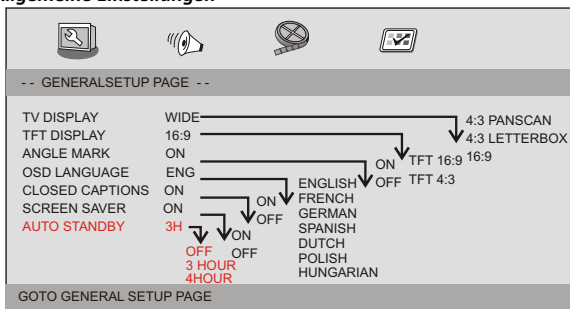 Allgemeine Einstellungen
- - GENERALSETUP PAGE - -
TV DISPLAY WIDE
TFT DISPLAY 16:9
ANGLE MARK ON
OSD LANGUAGE ENG
CLOSED CAPTIONS ON
SCREEN SAVER ON
AUTO STANDBY 3H
OFF
3 HOUR
4HOUR
ON
OFF
ON
OFF
ENGLISH
FRENCH
GERMAN
SPANISH
DUTCH
POLISH
HUNGARIAN
ON
OFF
TFT 16:9
TFT 4:3
4:3 PANSCAN
4:3 LETTERBOX
16:9
GOTO GENERAL SETUP PAGE